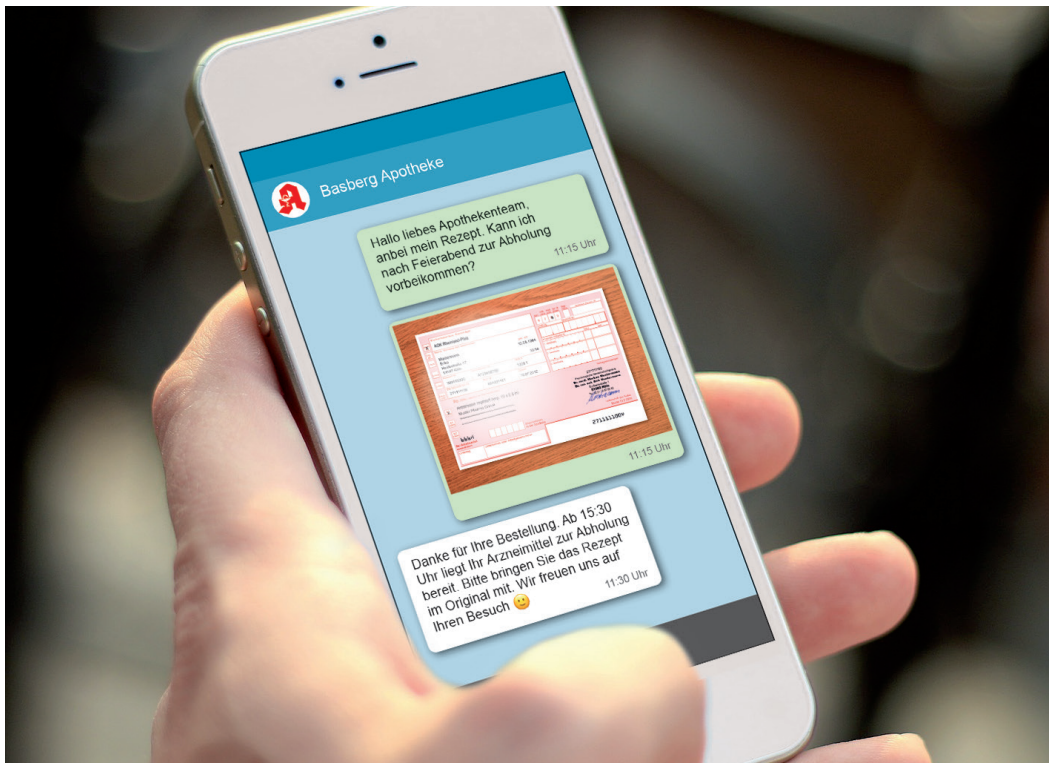 Basberg Apotheke
Hallo liebes Apothekenteam,
anbei mein Rezept. Kann ich
nach Feierabend zur Abholung
vorbeikommen?
11:15 Uhr
11:15 Uhr
Danke für Ihre Bestellung. Ab 15:30
Uhr liegt Ihr Arzneimittel zur Abholung
bereit. Bitte bringen Sie das Rezept
im Original mit. Wir freuen uns auf
Ihren Besuch 🙂
11:30 Uhr